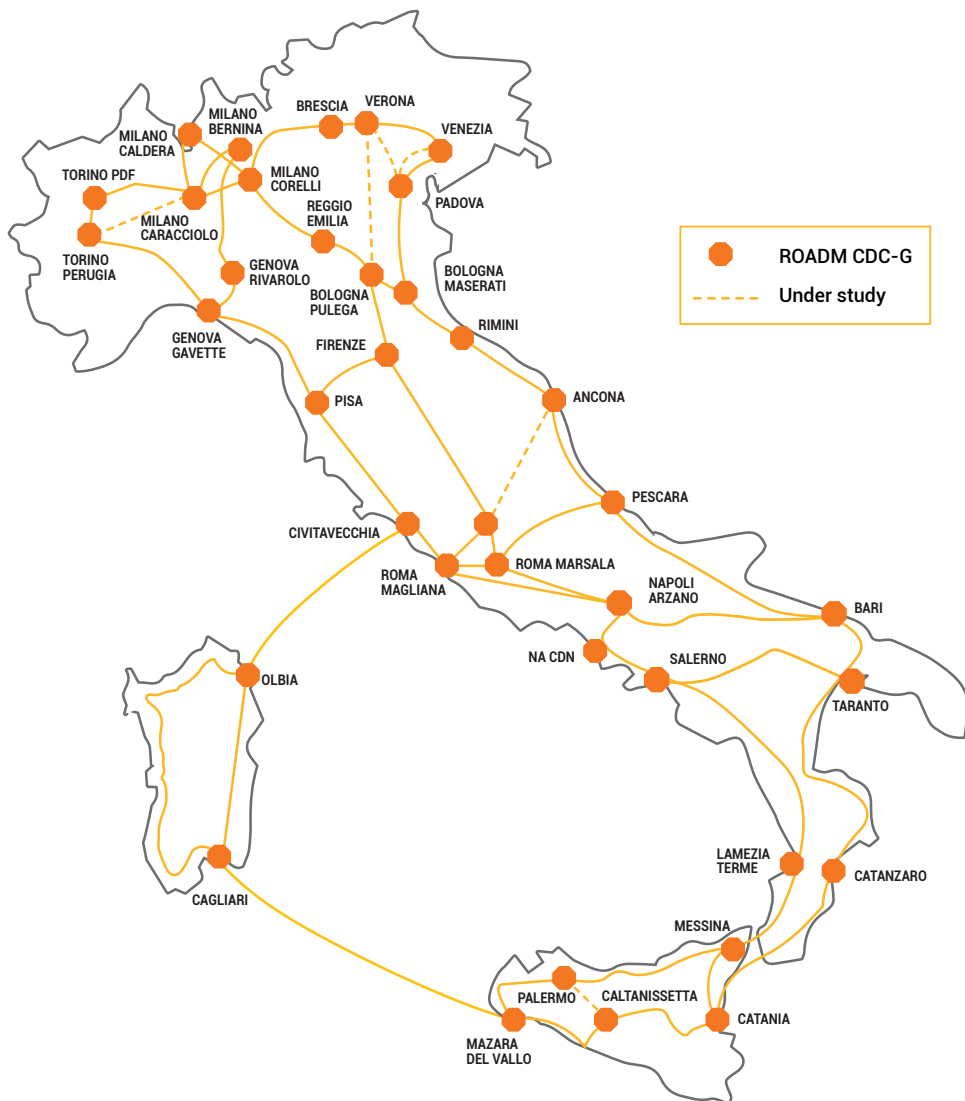 MILANO
BERNINA
BRESCIA
VERONA
VENEZIA
MILANO
CALDERA
TORINO PDF
MILANO
CORELLI
PADOVA
MILANO
CARACCIOLO
REGGIO
EMILIA
TORINO
PERUGIA
GENOVA
RIVAROLO
BOLOGNA
PULEGA
BOLOGNA
MASERATI
ROADM CDC-G
Under study
GENOVA
GAVETTE
FIRENZE
RIMINI
PISA
ANCONA
CIVITAVECCHIA
PESCARA
ROMA
MAGLIANA
ROMA MARSALA
NAPOLI
ARZANO
BARI
NA CDN
SALERNO
OLBIA
TARANTO
LAMEZIA
TERME
CATANZARO
CAGLIARI
MESSINA
PALERMO
CALTANISSETTA
CATANIA
MAZARA
DEL VALLO